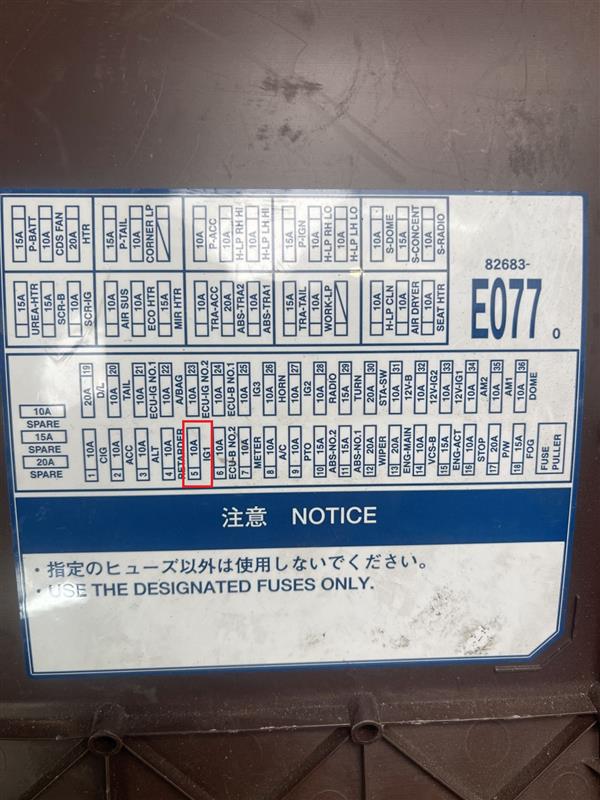 15A P-BATT
10A CDS FAN
20A HTR
15A P-TAIL
10A CORNER LP
10A P-ACC
10A H-LP RH HI
10A H-LP LH HI
15A P-IGN
10A H-LP RH LO
10A H-LP LH LO
10A S-DOME
15A S-CONCENT
10A S-RADIO
15A UREA-HTR
15A SCR-B
10A SCR-IG
10A AIR SUS
10A ECO HTR
15A MIR HTR
10A TRA-ACC
20A ABS-TRA2
10A ABS-TRA1
15A TRA-TAIL
10A WORK-LP
10A H-LP CLN
10A AIR DRYER
10A SEAT HTR
82683-
E077 0
10A
SPARE
15A
SPARE
20A
SPARE
20A 19 D/L
10A 20 TAIL
10A 21 ECU-IG NO.1
10A 22 A/BAG
10A 23 ECU-IG NO.2
10A 24 ECU-B NO.1
10A 25 IG3
10A 26 HORN
10A 27 IG2
10A 28 RADIO
15A 29 TURN
20A 30 STA-SW
10A 31 12V-B
10A 32 12V-IG2
10A 33 12V-IG1
10A 34 AM2
10A 35 AM1
10A 36 DOME
1 10A CIG
2 10A ACC
3 10A ALT
4 10A RETARDER
5 10A IG1
6 10A ECU-B NO.2
7 10A METER
8 10A A/C
9 10A PTO
10 15A ABS-NO.2
11 15A ABS-NO.1
12 20A WIPER
13 20A ENG-MAIN
14 10A VCS-B
15 10A ENG-ACT
16 10A STOP
17 20A P/W
18 15A FOG
FUSE
PULLER
注意 NOTICE
・指定のヒューズ以外は使用しないでください。
・USE THE DESIGNATED FUSES ONLY.